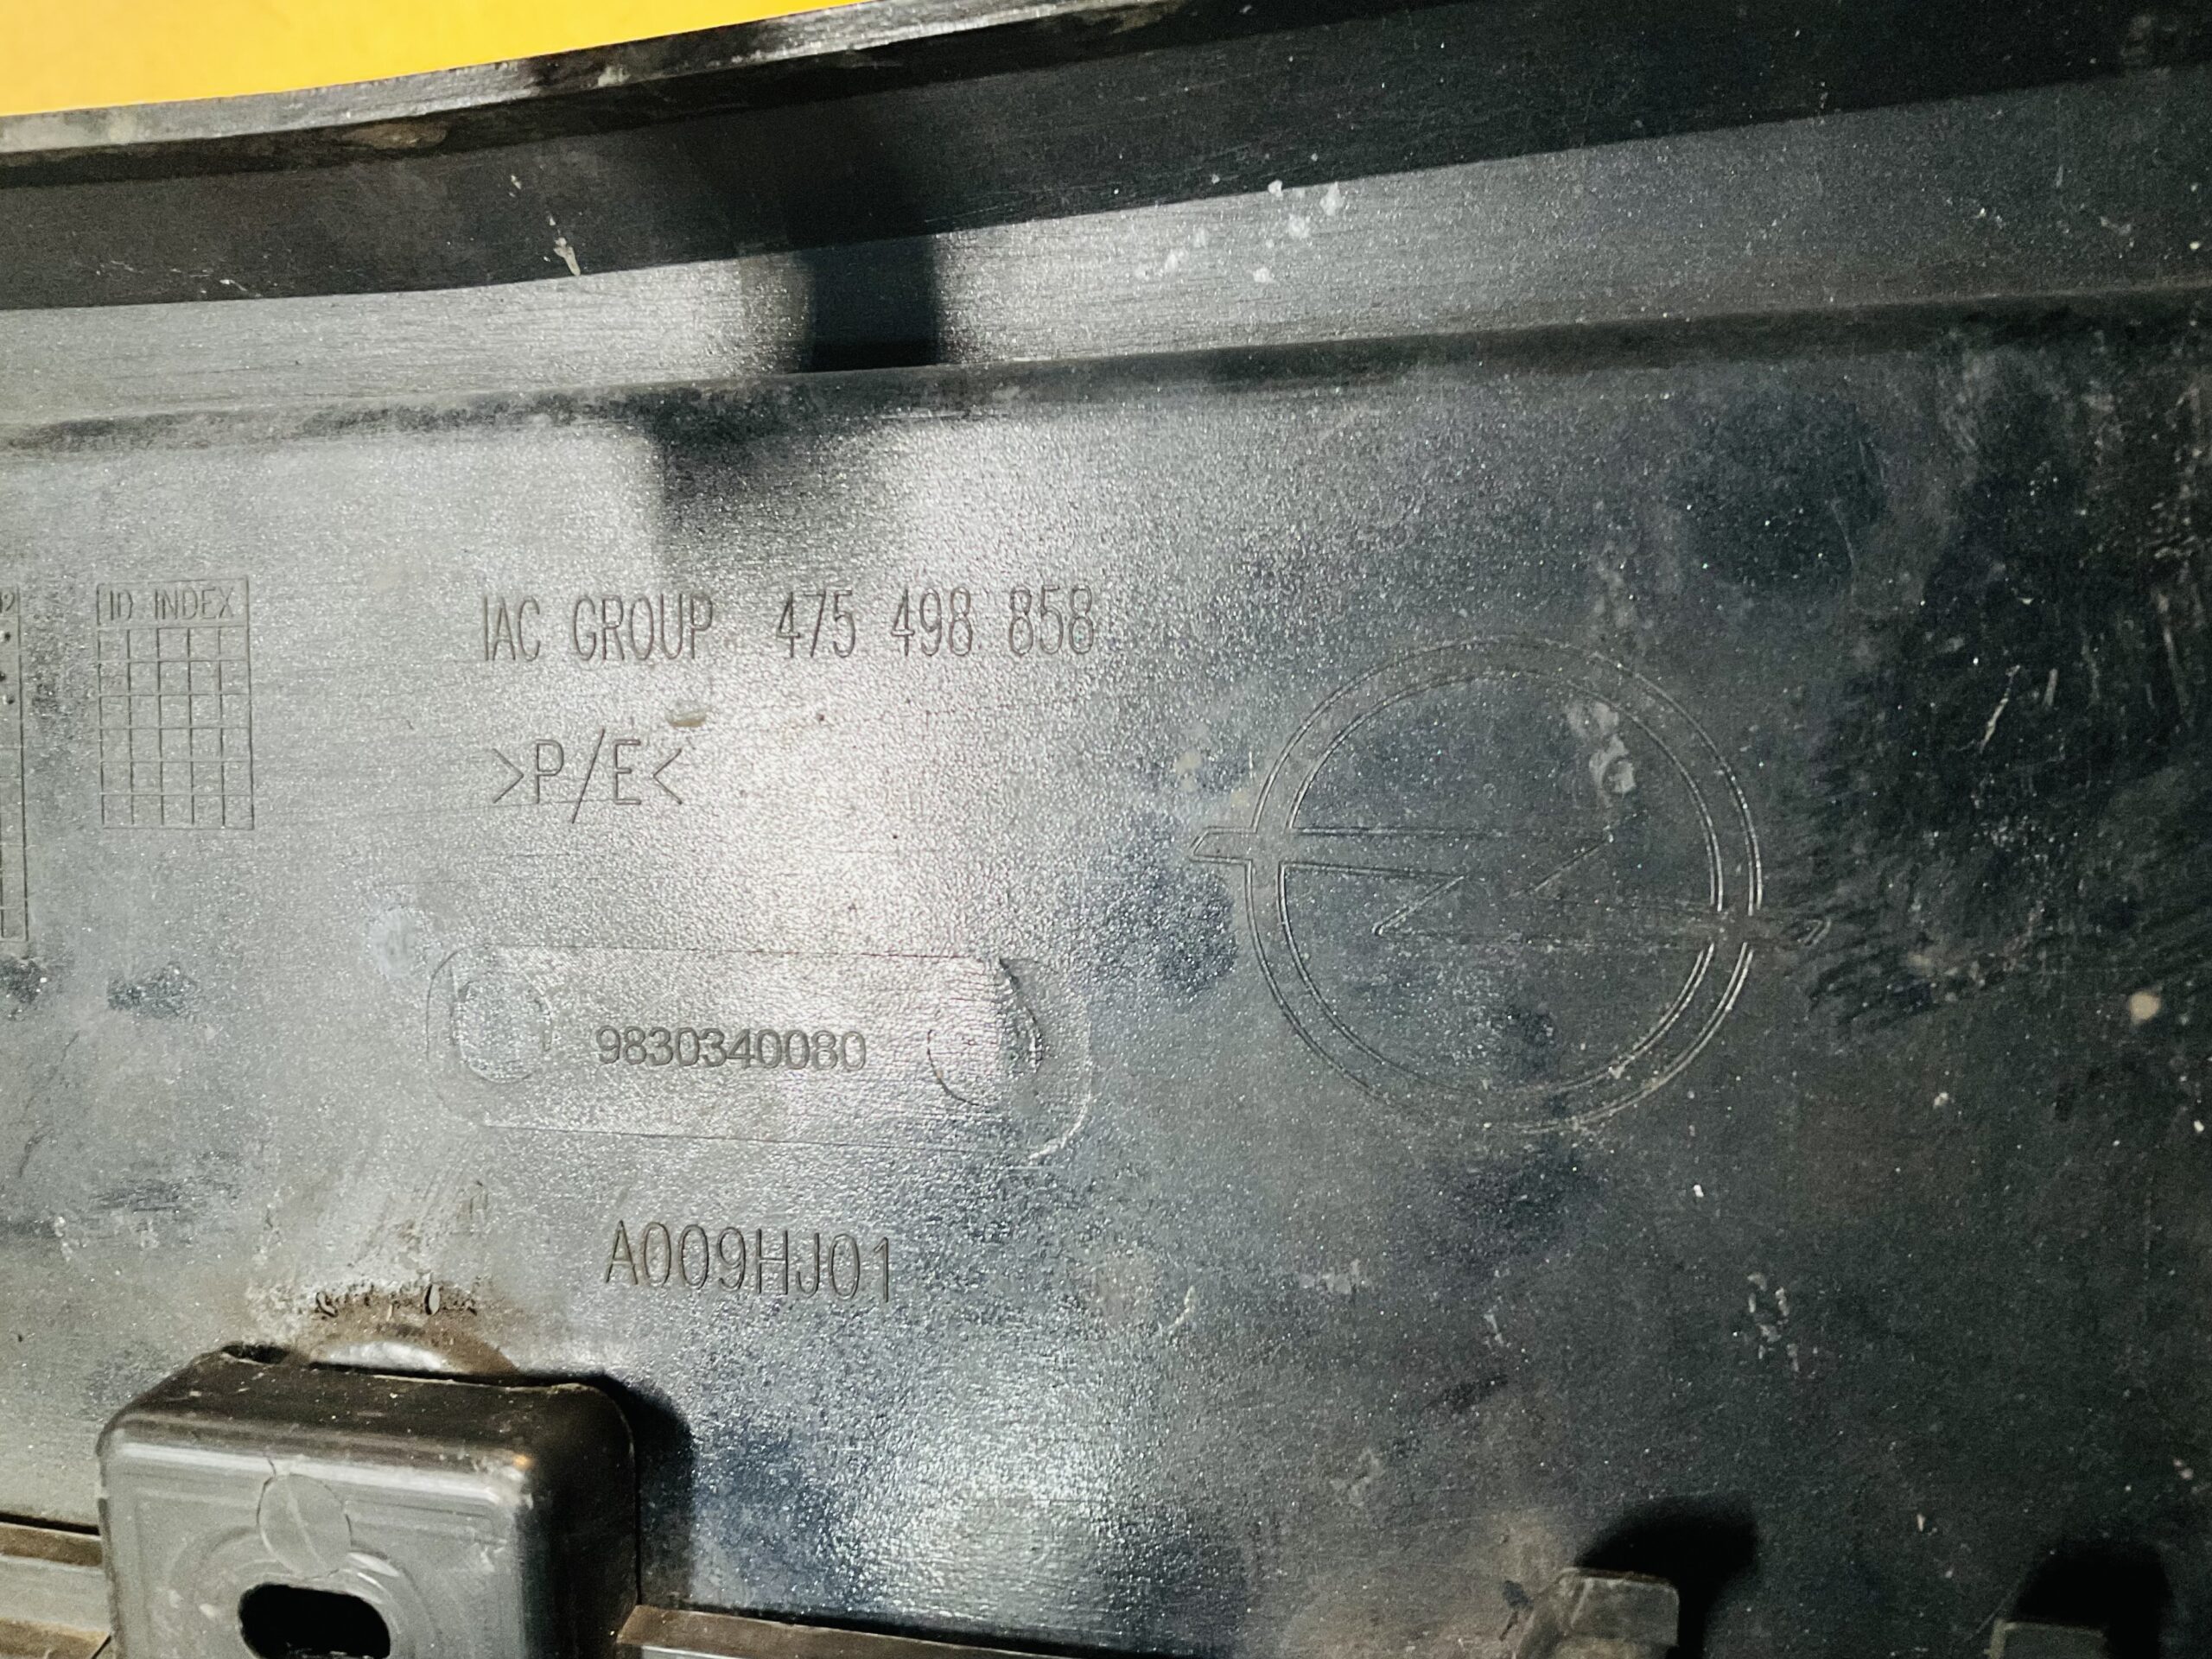 ID INDEX
IAC GROUP 475 498 858
>P/E<
9830340080
A009HJ01